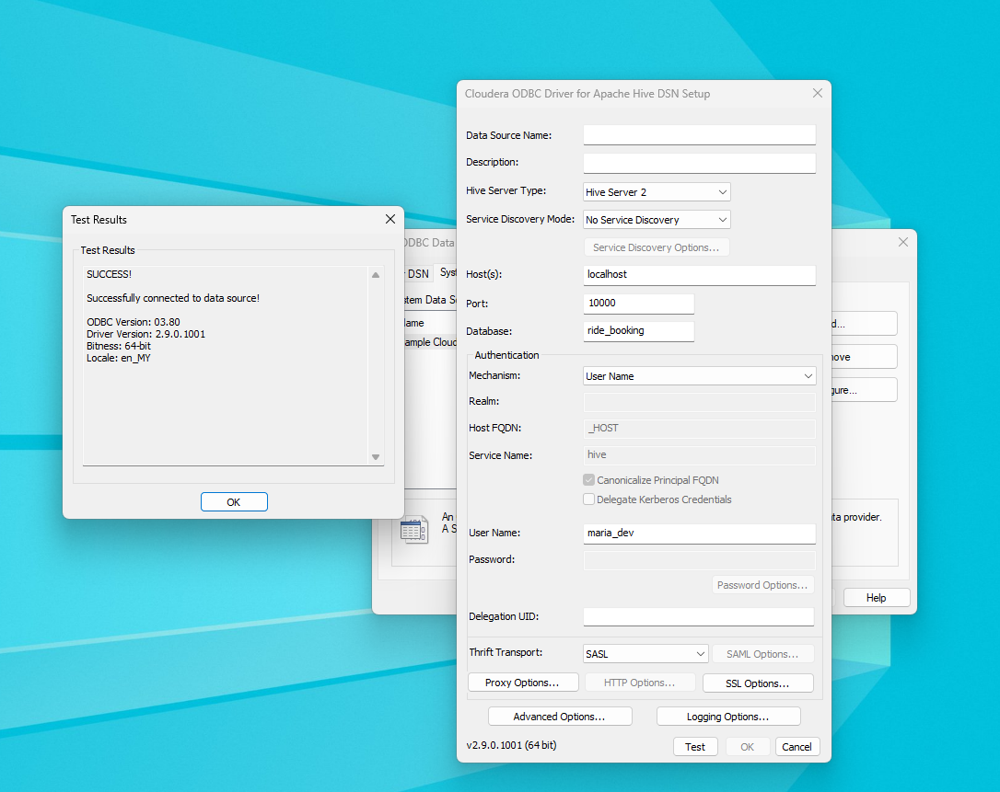 Test Results
Test Results
SUCCESS!
Successfully connected to data source!
ODBC Version: 03.80
Driver Version: 2.9.0.1001
Bitness: 64-bit
Locale: en_MY
OK
Cloudera ODBC Driver for Apache Hive DSN Setup
Data Source Name:
Description:
Hive Server Type: Hive Server 2
Service Discovery Mode: No Service Discovery
Service Discovery Options...
Host(s): localhost
Port: 10000
Database: ride_booking
Authentication
Mechanism: User Name
Realm:
Host FQDN: _HOST
Service Name: hive
Canonicalize Principal FQDN
Delegate Kerberos Credentials
User Name: maria_dev
Password:
Password Options...
Delegation UID:
Thrift Transport: SASL SAML Options...
Proxy Options... HTTP Options... SSL Options...
Advanced Options... Logging Options...
v2.9.0.1001 (64 bit) Test OK Cancel
ODBC Data
DSN Syst
tem Data S
ame
ample Cloud
d...
ove
gure...
An
A S
ta provider.
Help